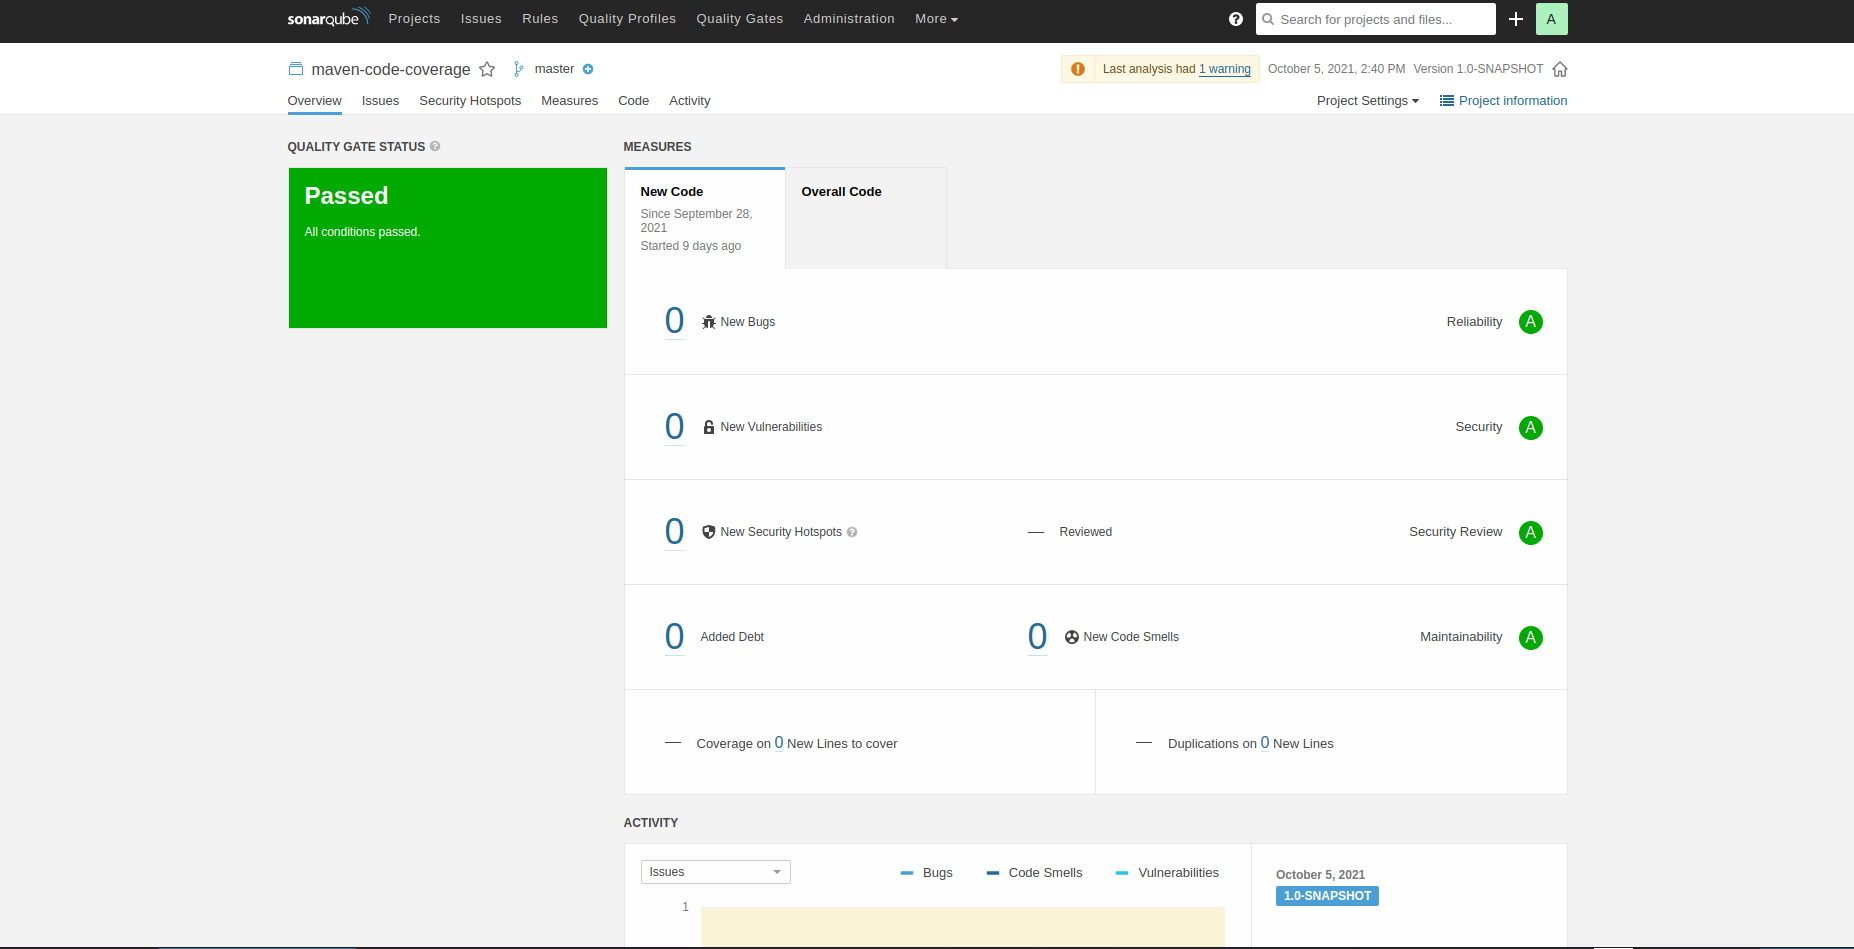 sonarqube Projects Issues Rules Quality Profiles Quality Gates Administration More ? Search for projects and files... A
maven-code-coverage master Last analysis had 1 warning October 5, 2021, 2:40 PM Version 1.0-SNAPSHOT
Overview Issues Security Hotspots Measures Code Activity Project Settings Project information
QUALITY GATE STATUS ? MEASURES
Passed
All conditions passed.
New Code
Since September 28,
2021
Started 9 days ago
Overall Code
0 New Bugs Reliability A
0 New Vulnerabilities Security A
0 New Security Hotspots ? — Reviewed Security Review A
0 Added Debt 0 New Code Smells Maintainability A
— Coverage on 0 New Lines to cover — Duplications on 0 New Lines
ACTIVITY
Issues Bugs Code Smells Vulnerabilities
October 5, 2021
1.0-SNAPSHOT
1